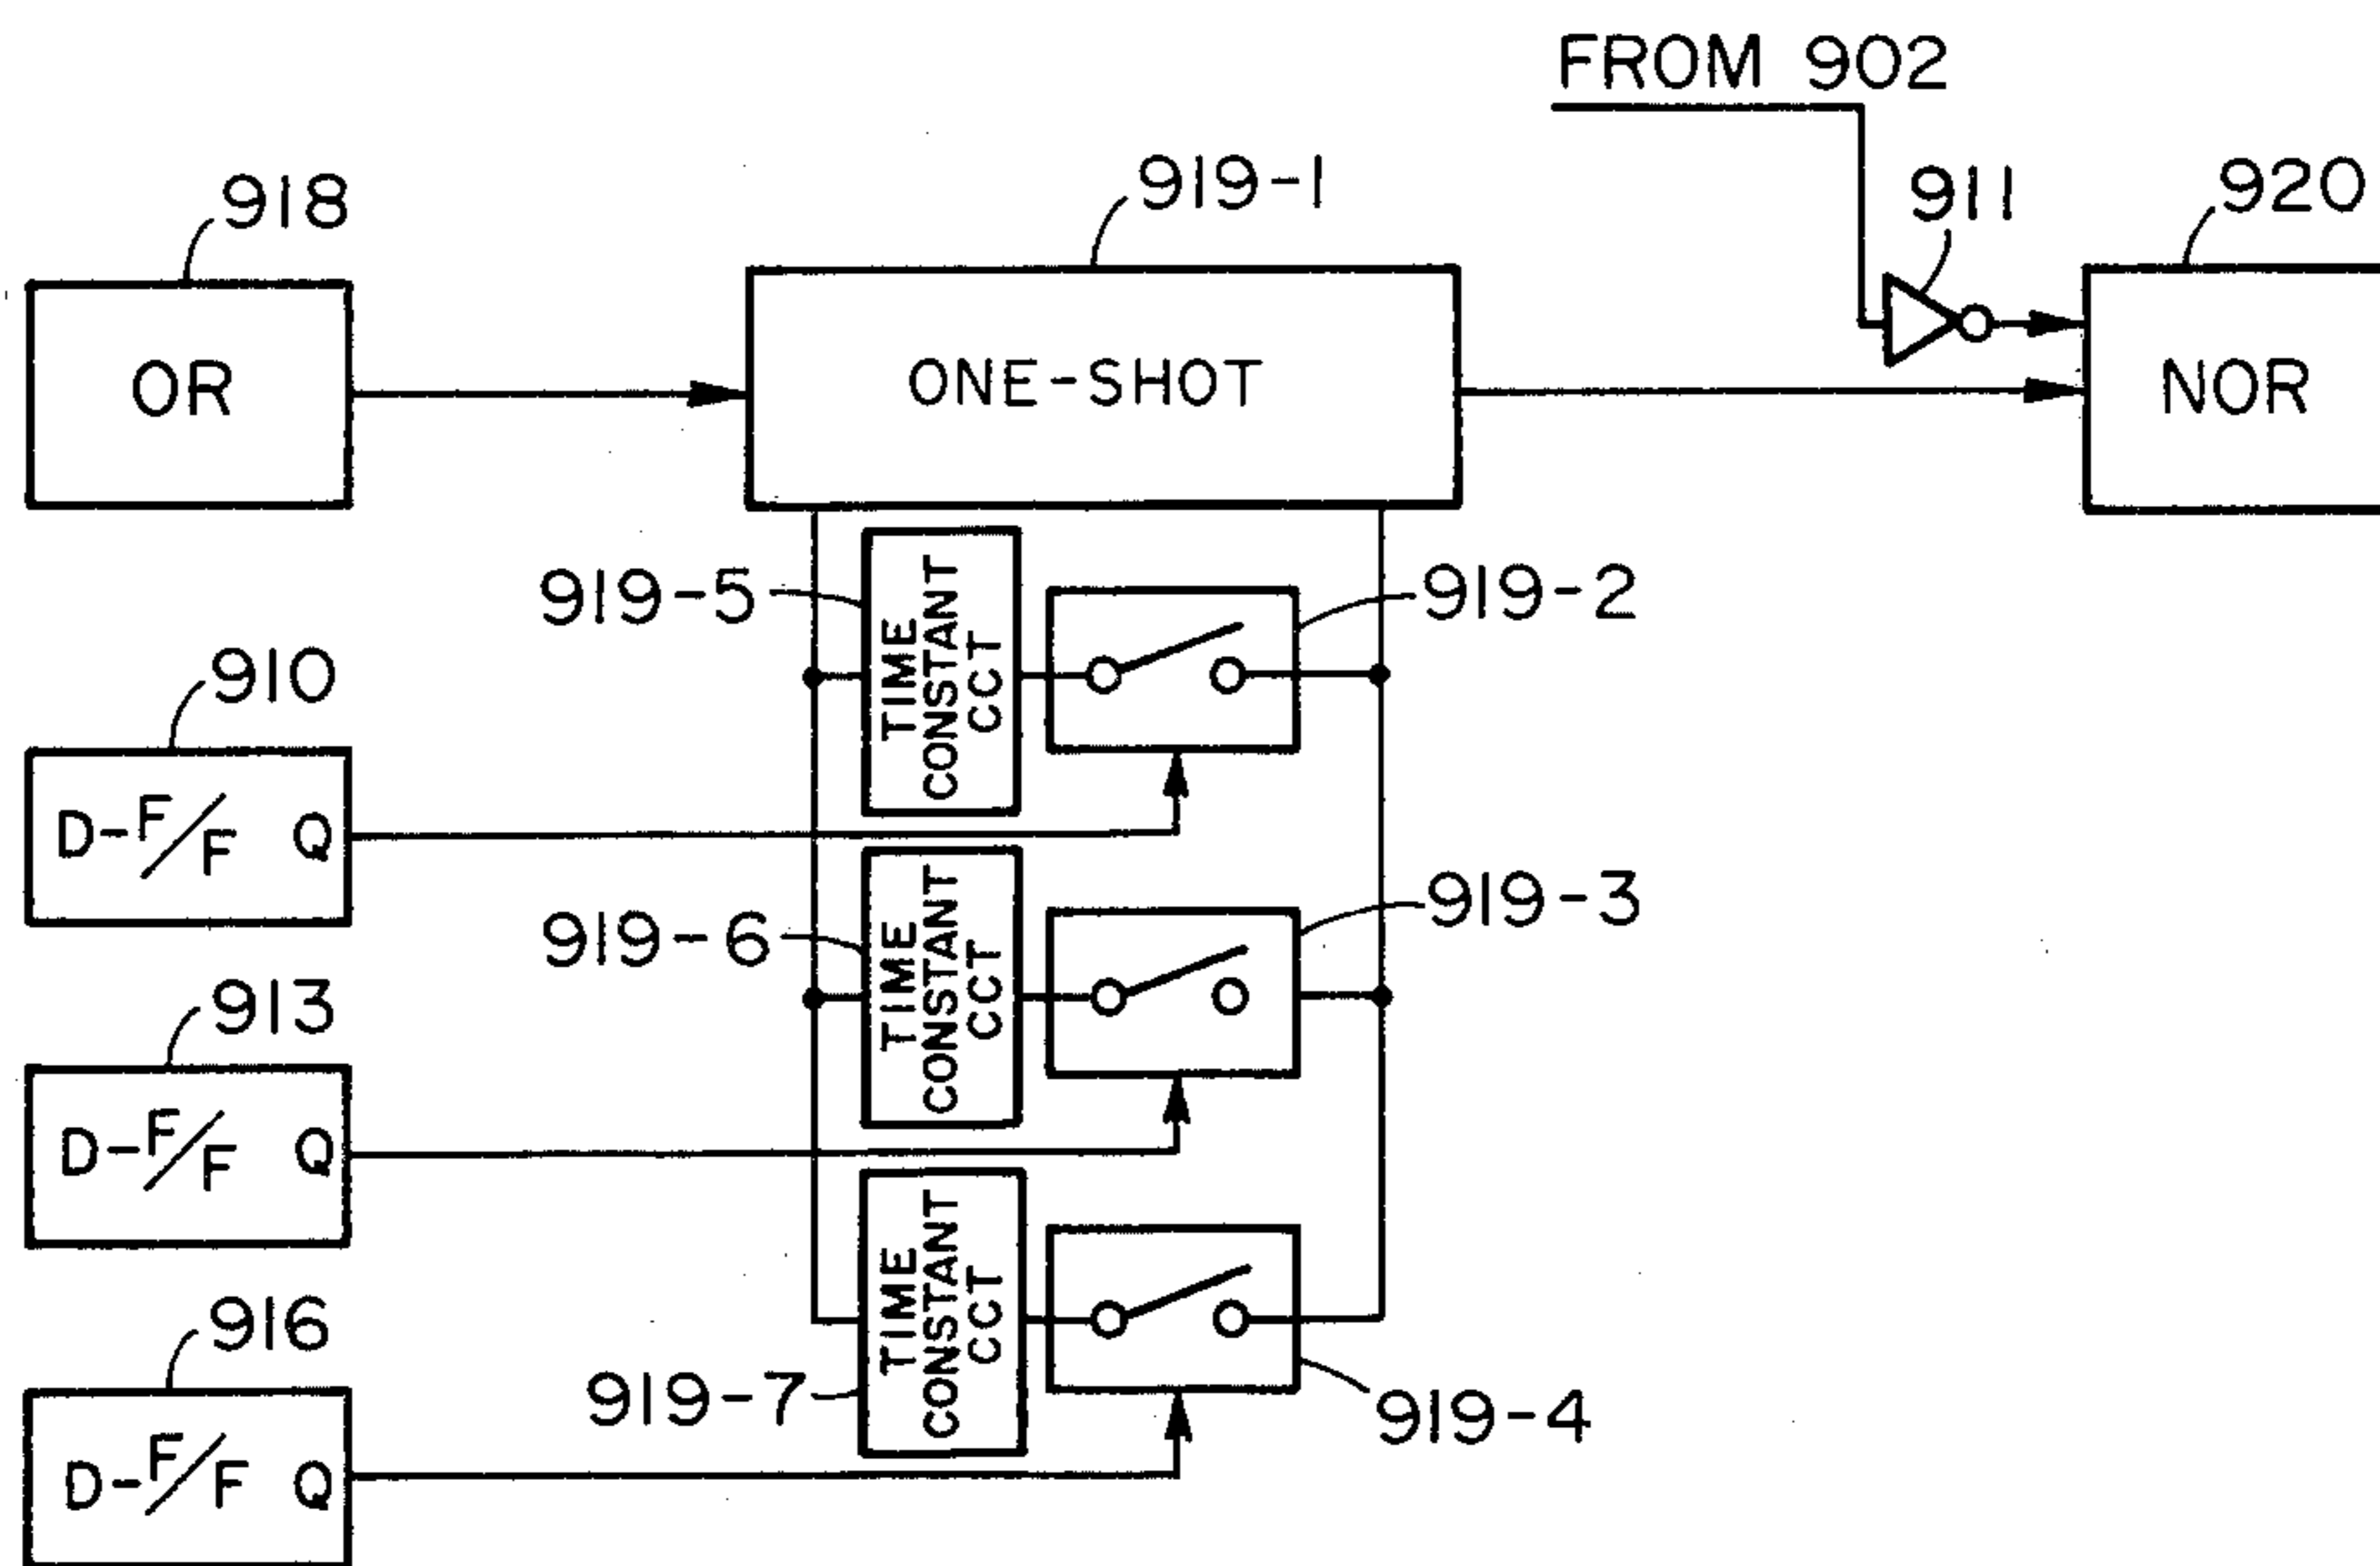 FROM 902
918
919-1
911
920
OR
ONE-SHOT
NOR
919-5
TIME
CONSTANT
CCT
919-2
910
D-F/F Q
919-6
TIME
CONSTANT
CCT
919-3
913
D-F/F Q
916
919-7
TIME
CONSTANT
CCT
919-4
D-F/F Q